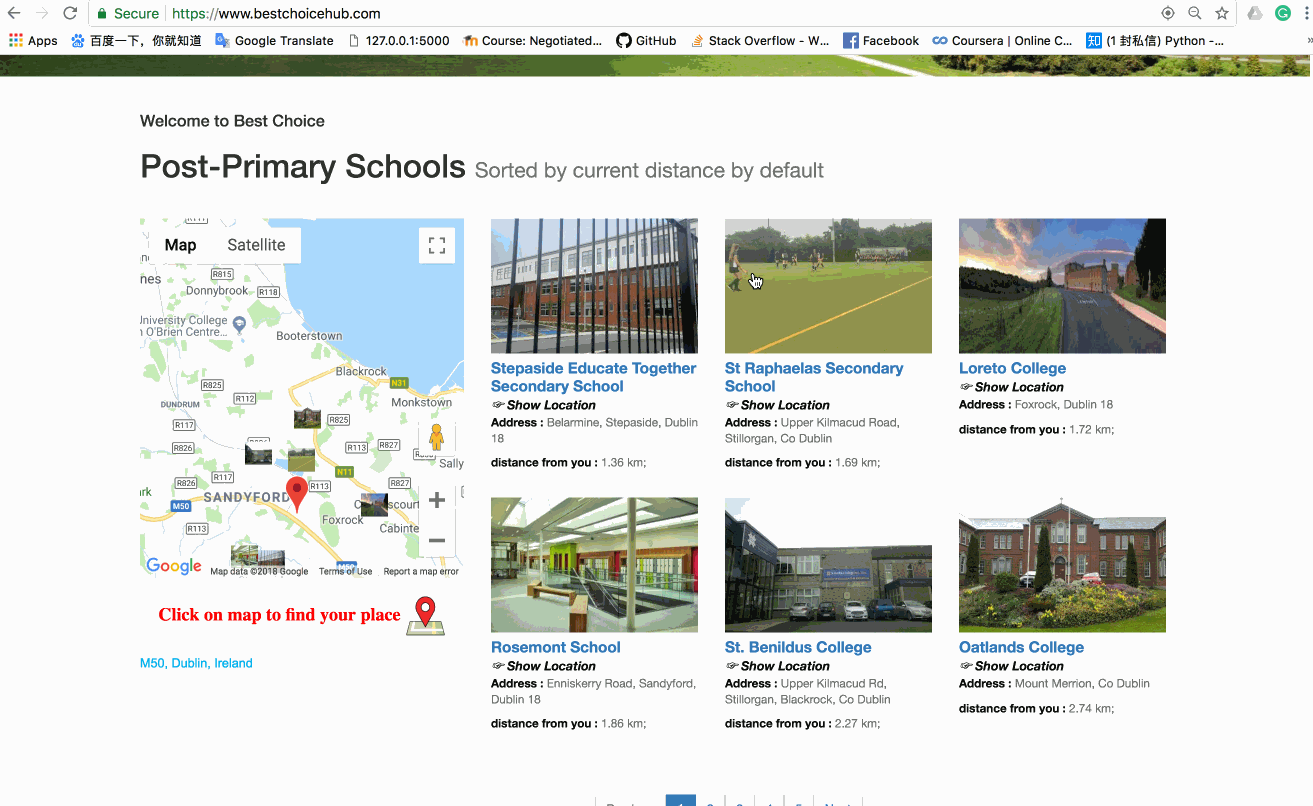 Secure https://www.bestchoicehub.com
Apps 百度一下，你就知道 Google Translate 127.0.0.1:5000 Course: Negotiated... GitHub Stack Overflow - W... Facebook Coursera | Online C... 知 (1 封私信) Python -...
Welcome to Best Choice
Post-Primary Schools Sorted by current distance by default
Map Satellite
R815
Donnybrook R118
University College
O'Brien Centre...
Booterstown
Blackrock
N31
R825
R112
Monkstown
DUNDRUM
R117
R825
R826
R113 R827
Sally
N11
R826 R117
R113
R827
SANDYFORD
M50
R113
Foxrock
Cabinte
Google Map data ©2018 Google Terms of Use Report a map error
Click on map to find your place
M50, Dublin, Ireland
Stepaside Educate Together
Secondary School
☞Show Location
Address : Belarmine, Stepaside, Dublin
18
distance from you : 1.36 km;
St Raphaelas Secondary
School
☞Show Location
Address : Upper Kilmacud Road,
Stillorgan, Co Dublin
distance from you : 1.69 km;
Loreto College
☞Show Location
Address : Foxrock, Dublin 18
distance from you : 1.72 km;
Rosemont School
☞Show Location
Address : Enniskerry Road, Sandyford,
Dublin 18
distance from you : 1.86 km;
St. Benildus College
☞Show Location
Address : Upper Kilmacud Rd,
Stillorgan, Blackrock, Co Dublin
distance from you : 2.27 km;
Oatlands College
☞Show Location
Address : Mount Merrion, Co Dublin
distance from you : 2.74 km;